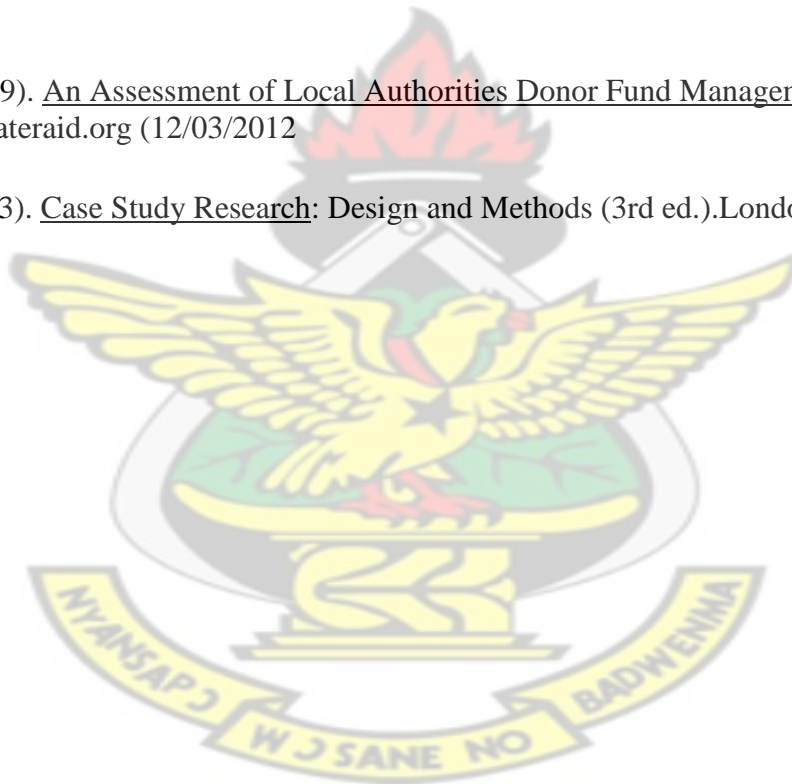 9). An Assessment of Local Authorities Donor Fund Manager
ateraid.org (12/03/2012
3). Case Study Research: Design and Methods (3rd ed.).Londo
NYANSAPƆ
WƆSANE NO
BADWENMA